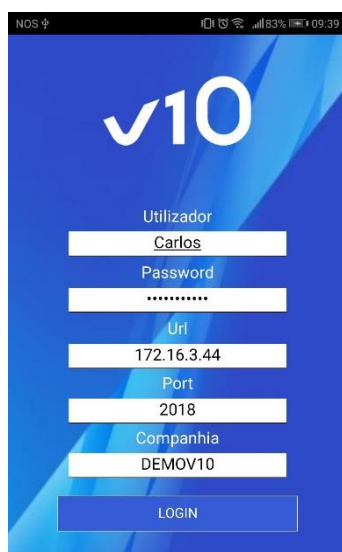 NOS 83% 09:39
v10
Utilizador
Carlos
Password
•••••••••••
Url
172.16.3.44
Port
2018
Companhia
DEMOV10
LOGIN